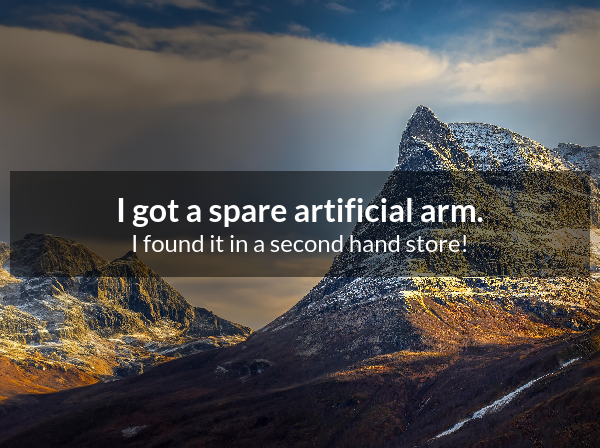 I got a spare artificial arm.
I found it in a second hand store!